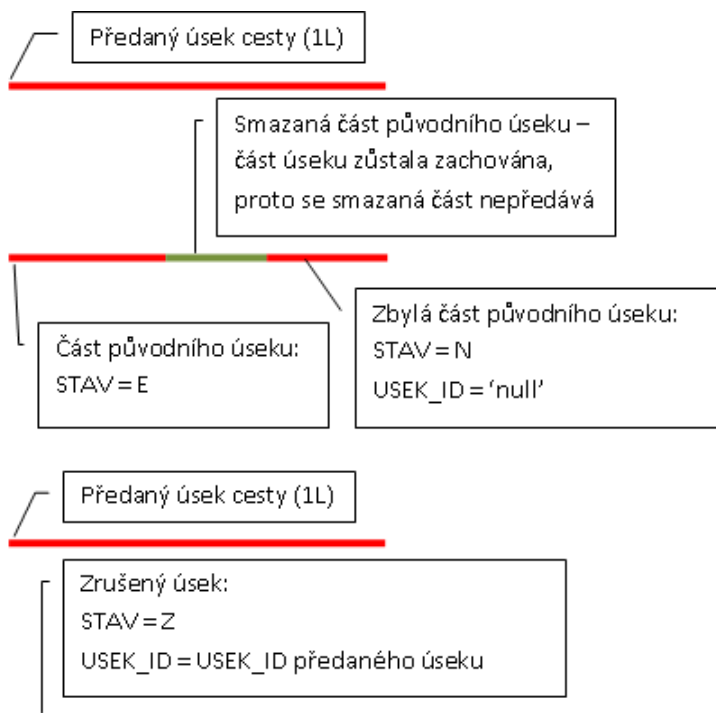 Předaný úsek cesty (1L)
Smazaná část původního úseku –
část úseku zůstala zachována,
proto se smazaná část nepředává
Část původního úseku:
STAV = E
Zbylá část původního úseku:
STAV = N
USEK_ID = ‘null’
Předaný úsek cesty (1L)
Zrušený úsek:
STAV = Z
USEK_ID = USEK_ID předaného úseku